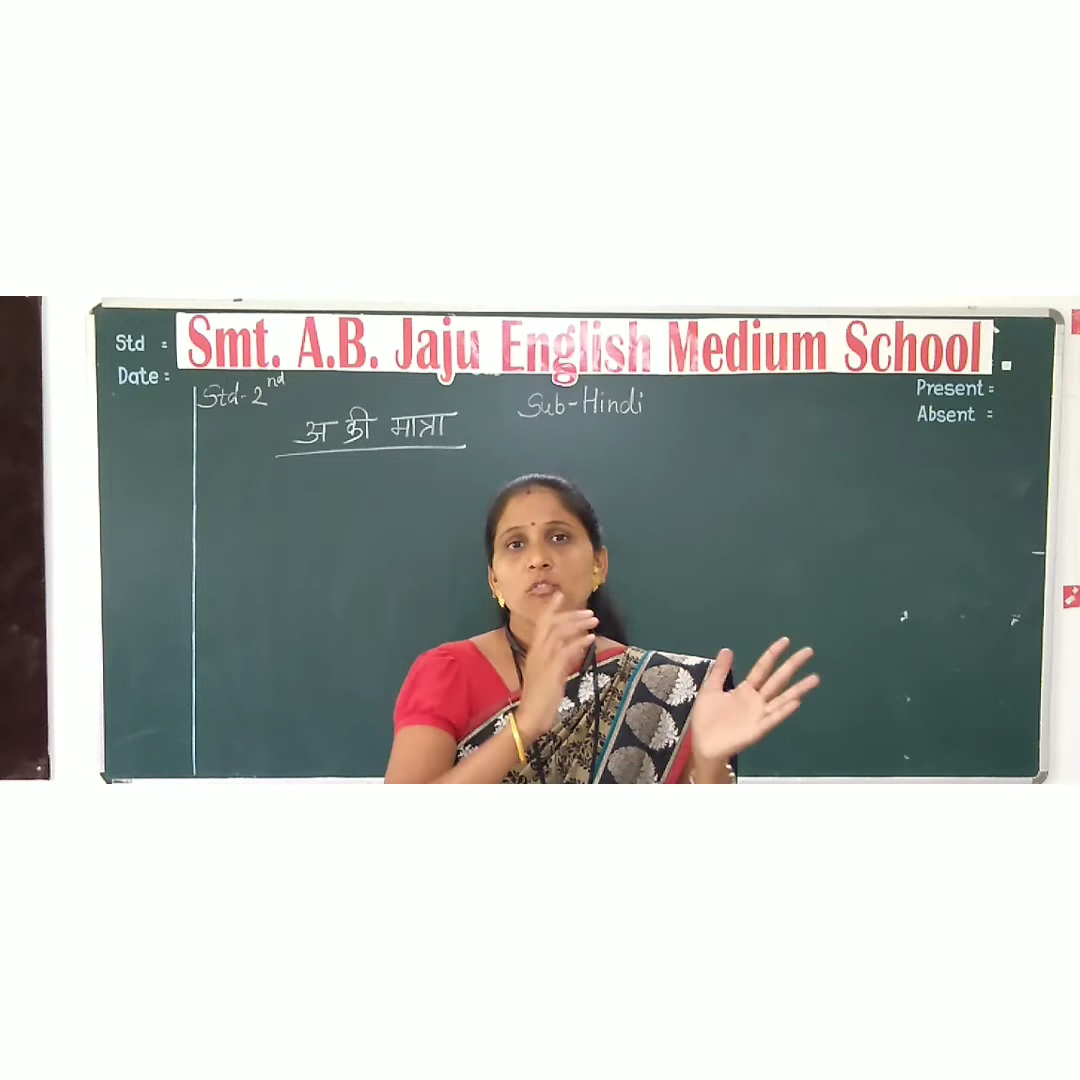 Smt. A.B. Jaju English Medium School
Std :
Date :
Std-2nd
Sub-Hindi
Present =
Absent =
अ की मात्रा